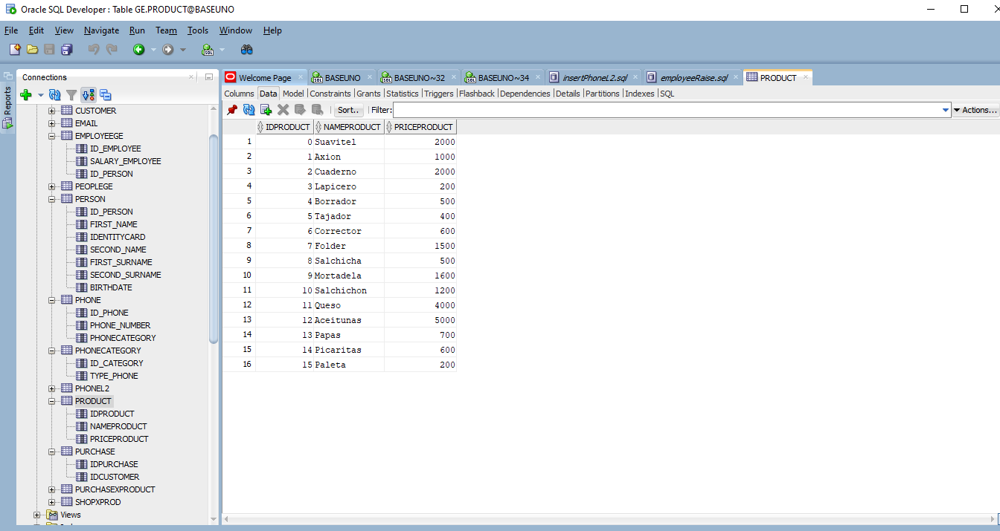 Oracle SQL Developer : Table GE.PRODUCT@BASEUNO
File Edit View Navigate Run Team Tools Window Help
Reports
Connections
CUSTOMER
EMAIL
EMPLOYEEGE
ID_EMPLOYEE
SALARY_EMPLOYEE
ID_PERSON
PEOPLEGE
PERSON
ID_PERSON
FIRST_NAME
IDENTITYCARD
SECOND_NAME
FIRST_SURNAME
SECOND_SURNAME
BIRTHDATE
PHONE
ID_PHONE
PHONE_NUMBER
PHONECATEGORY
PHONECATEGORY
ID_CATEGORY
TYPE_PHONE
PHONEL2
PRODUCT
IDPRODUCT
NAMEPRODUCT
PRICEPRODUCT
PURCHASE
IDPURCHASE
IDCUSTOMER
PURCHASEXPRODUCT
SHOPXPROD
Views
Welcome Page BASEUNO BASEUNO~32 BASEUNO~34 insertPhoneL2.sql employeeRaise.sql PRODUCT
Columns Data Model Constraints Grants Statistics Triggers Flashback Dependencies Details Partitions Indexes SQL
Sort.. Filter: Actions...
IDPRODUCT NAMEPRODUCT PRICEPRODUCT
1 0 Suavitel 2000
2 1 Axion 1000
3 2 Cuaderno 2000
4 3 Lapicero 200
5 4 Borrador 500
6 5 Tajador 400
7 6 Corrector 600
8 7 Folder 1500
9 8 Salchicha 500
10 9 Mortadela 1600
11 10 Salchichon 1200
12 11 Queso 4000
13 12 Aceitunas 5000
14 13 Papas 700
15 14 Picaritas 600
16 15 Paleta 200